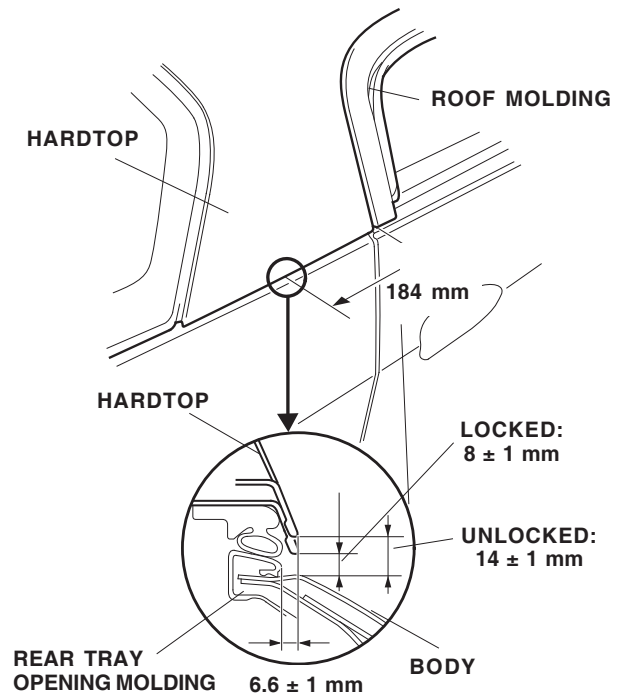 ROOF MOLDING
HARDTOP
184 mm
HARDTOP
LOCKED:
8 ± 1 mm
UNLOCKED:
14 ± 1 mm
REAR TRAY
OPENING MOLDING
6.6 ± 1 mm
BODY